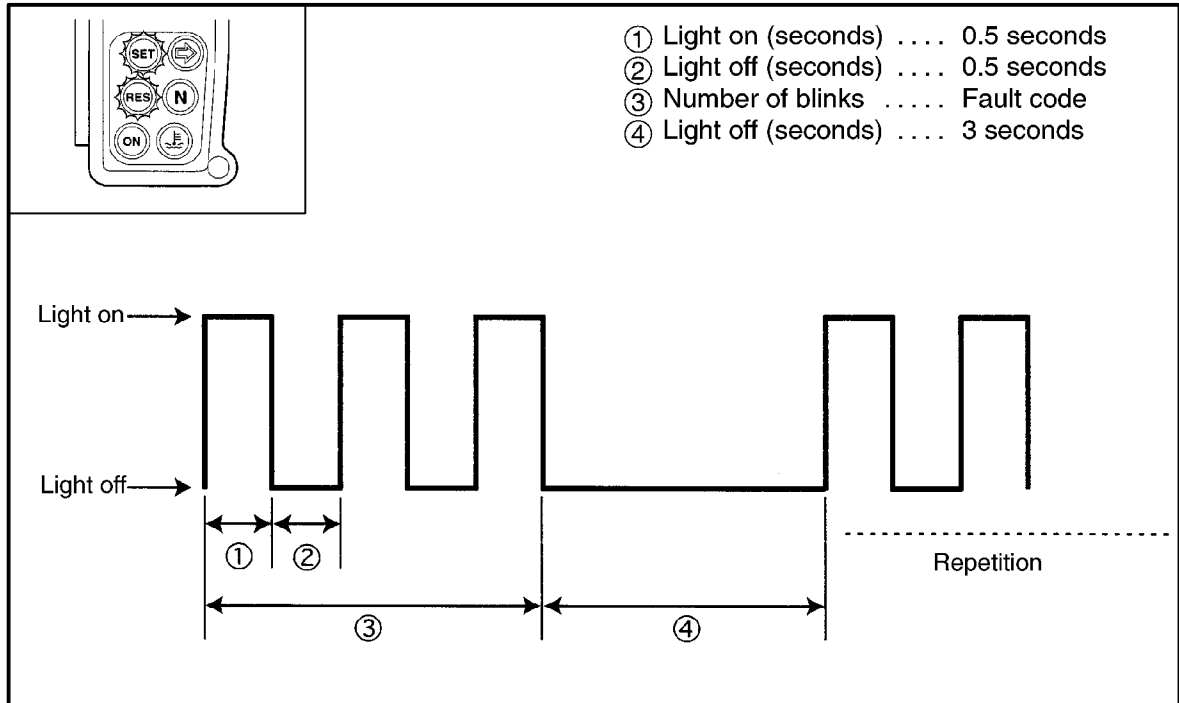 SET
RES
N
ON
① Light on (seconds) .... 0.5 seconds
② Light off (seconds) .... 0.5 seconds
③ Number of blinks ..... Fault code
④ Light off (seconds) .... 3 seconds
Light on
Light off
① ②
③ ④
Repetition